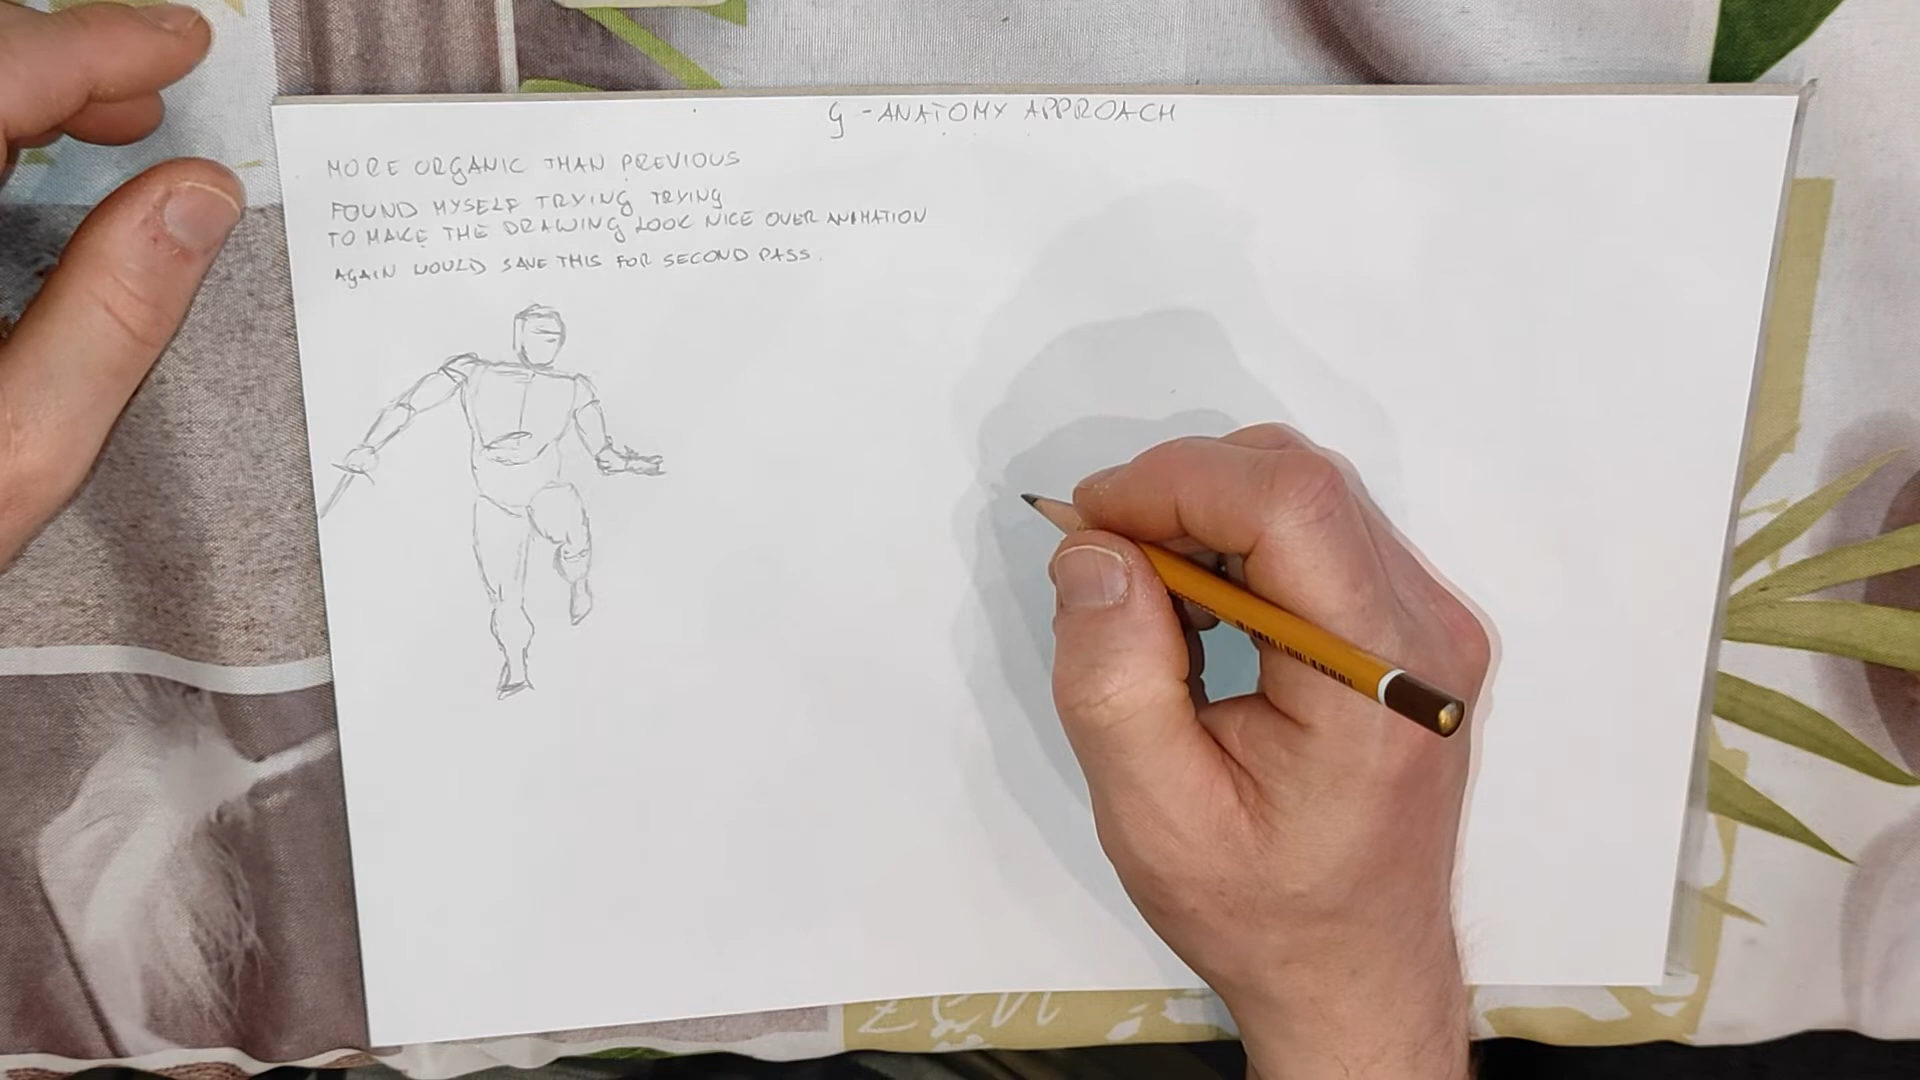 9 - ANATOMY APPROACH
MORE ORGANIC THAN PREVIOUS
FOUND MYSELF TRYING TRYING
TO MAKE THE DRAWING LOOK NICE OVER ANIMATION
AGAIN WOULD SAVE THIS FOR SECOND PASS.